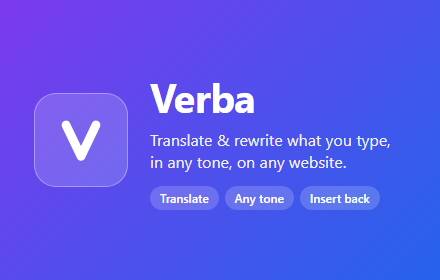 V
Verba
Translate & rewrite what you type,
in any tone, on any website.
Translate Any tone Insert back